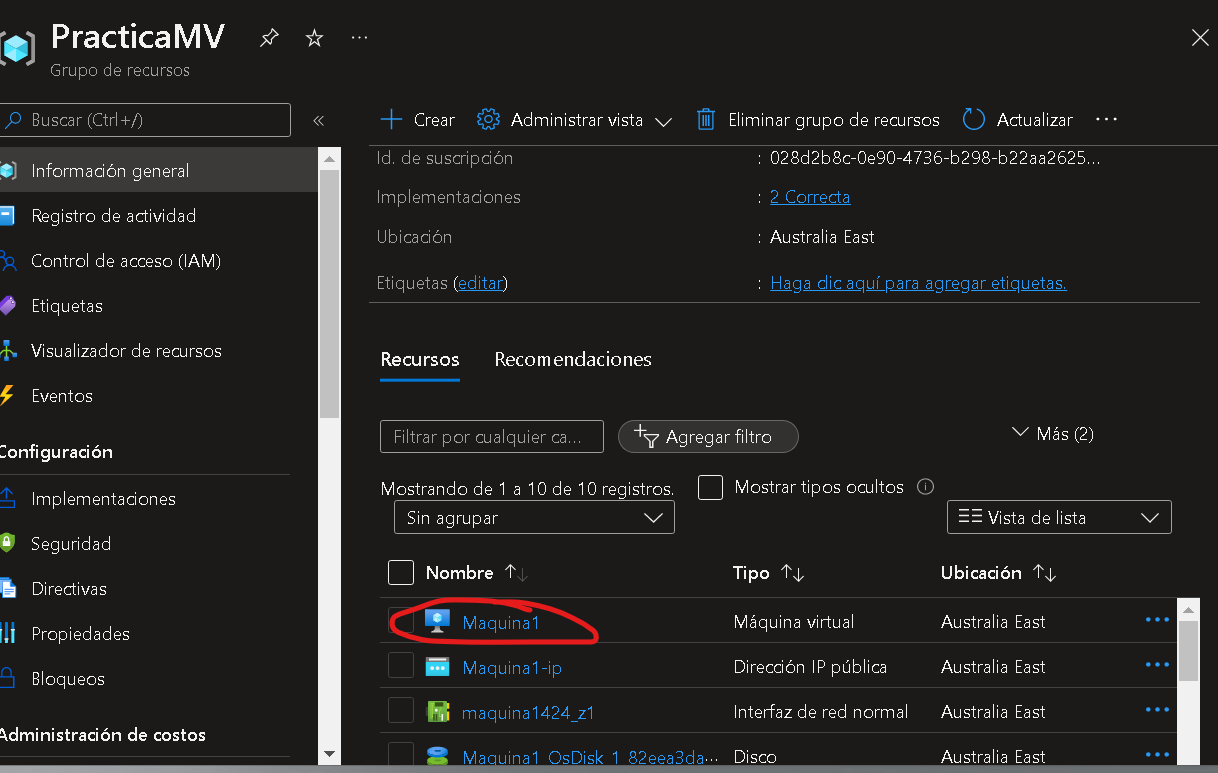 PracticaMV
Grupo de recursos
Buscar (Ctrl+/)
«
Crear
Administrar vista
Eliminar grupo de recursos
Actualizar
Información general
Registro de actividad
Control de acceso (IAM)
Etiquetas
Visualizador de recursos
Eventos
Configuración
Implementaciones
Seguridad
Directivas
Propiedades
Bloqueos
Administración de costos
Id. de suscripción : 028d2b8c-0e90-4736-b298-b22aa2625...
Implementaciones : 2 Correcta
Ubicación : Australia East
Etiquetas (editar) : Haga clic aquí para agregar etiquetas.
Recursos Recomendaciones
Filtrar por cualquier ca... Agregar filtro Más (2)
Mostrando de 1 a 10 de 10 registros. Mostrar tipos ocultos
Sin agrupar Vista de lista
Nombre Tipo Ubicación
Maquina1 Máquina virtual Australia East
Maquina1-ip Dirección IP pública Australia East
maquina1424_z1 Interfaz de red normal Australia East
Maquina1_OsDisk_1_82eea3da... Disco Australia East